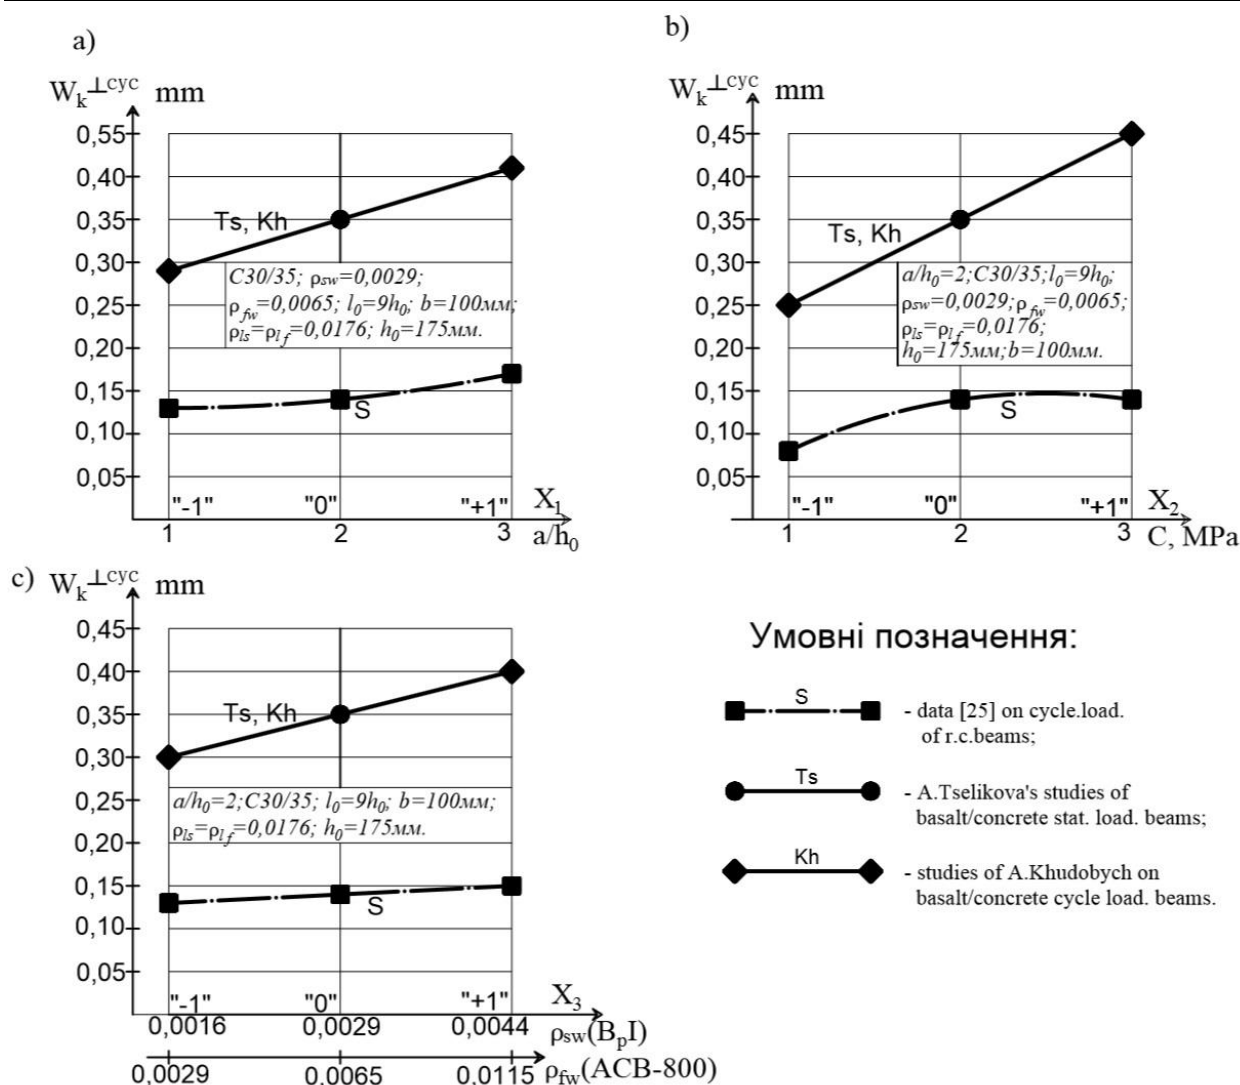 a)
W_k ⊥cyc mm
0,55
0,40
0,35
0,30
0,25
0,20
0,15
0,10
0,05
Ts, Kh
C30/35; ρsw=0,0029;
ρfw=0,0065; l0=9h0; b=100мм;
ρls=ρlf=0,0176; h0=175мм.
S
"-1" "0" "+1" X1
1 2 3 a/h0
b)
W_k ⊥cyc mm
0,45
0,40
0,35
0,30
0,25
0,20
0,15
0,10
0,05
Ts, Kh
a/h0=2;C30/35;l0=9h0;
ρsw=0,0029;ρfw=0,0065;
ρls=ρlf=0,0176;
h0=175мм;b=100мм.
S
"-1" "0" "+1" X2
1 2 3 C, MPa
c)
W_k ⊥cyc mm
0,45
0,40
0,35
0,30
0,25
0,20
0,15
0,10
0,05
Ts, Kh
a/h0=2;C30/35; l0=9h0; b=100мм;
ρls=ρlf=0,0176; h0=175мм.
S
"-1" "0" "+1" X3
0,0016 0,0029 0,0044 ρsw(BpI)
0,0029 0,0065 0,0115 ρfw(ACB-800)
Умовні позначення:
S
- data [25] on cycle.load.
of r.c.beams;
Ts
- A.Tselikova's studies of
basalt/concrete stat. load. beams;
Kh
- studies of A.Khudobych on
basalt/concrete cycle load. beams.